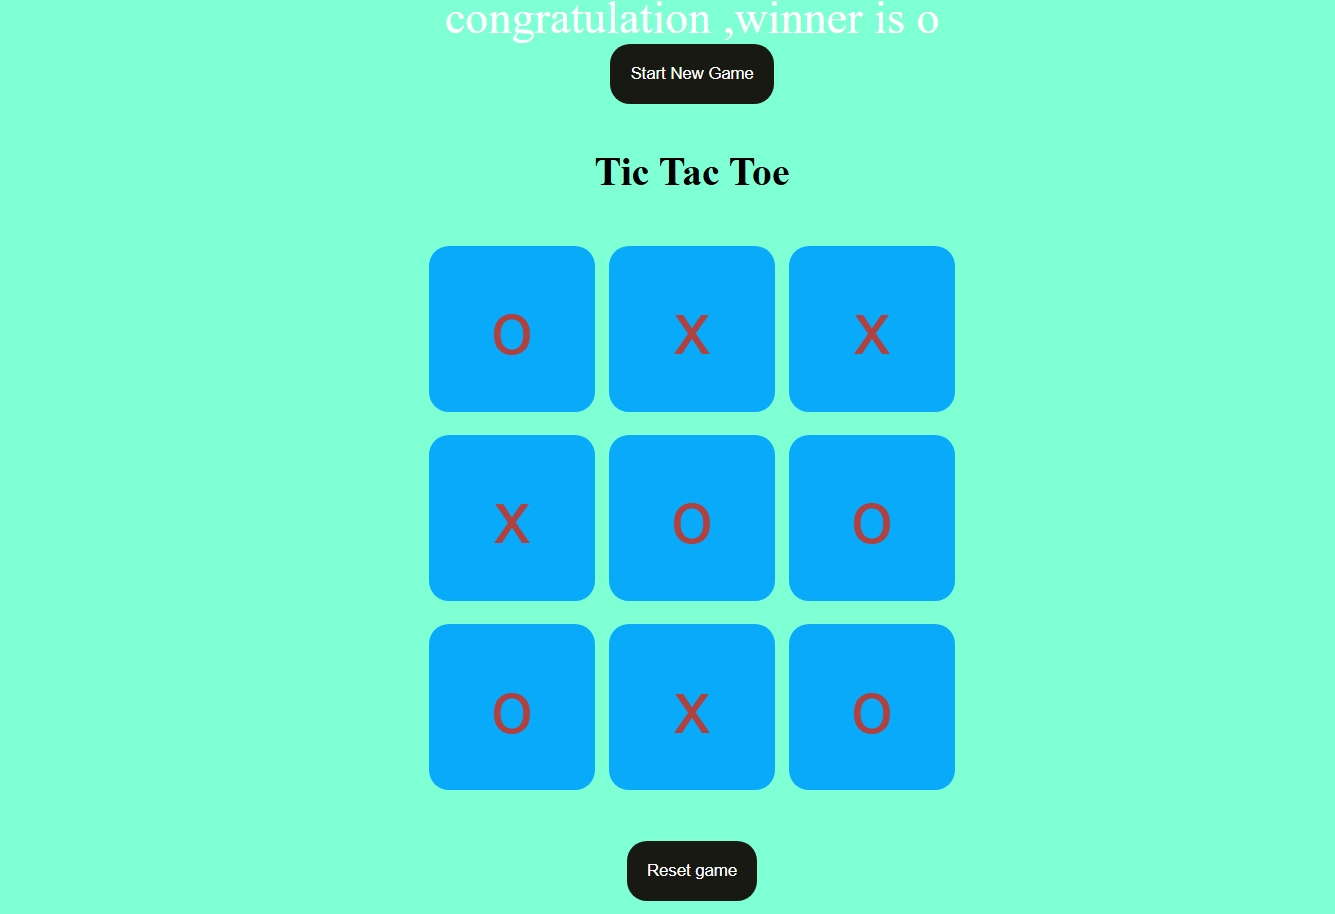 congratulation ,winner is o
Start New Game
Tic Tac Toe
o x x
x o o
o x o
Reset game